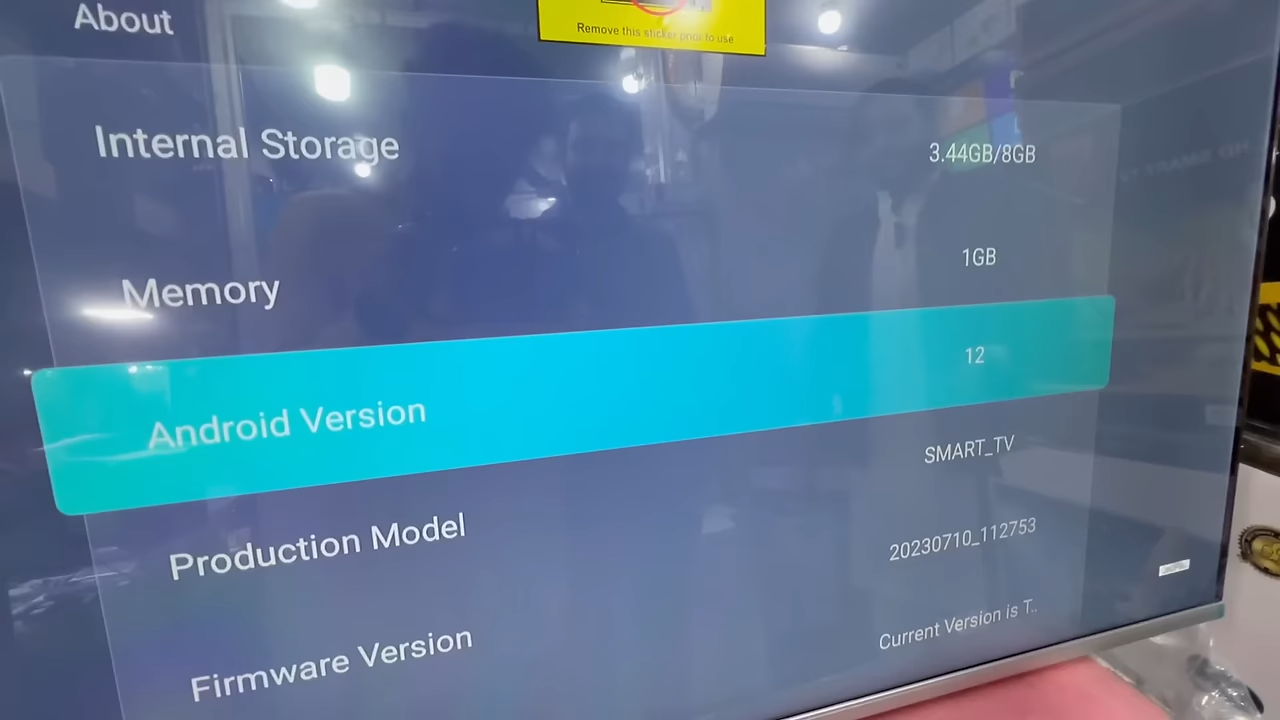 About
Remove this sticker prior to use
Internal Storage 3.44GB/8GB
Memory 1GB
Android Version 12
Production Model SMART_TV
Firmware Version 20230710_112753
Current Version is T..